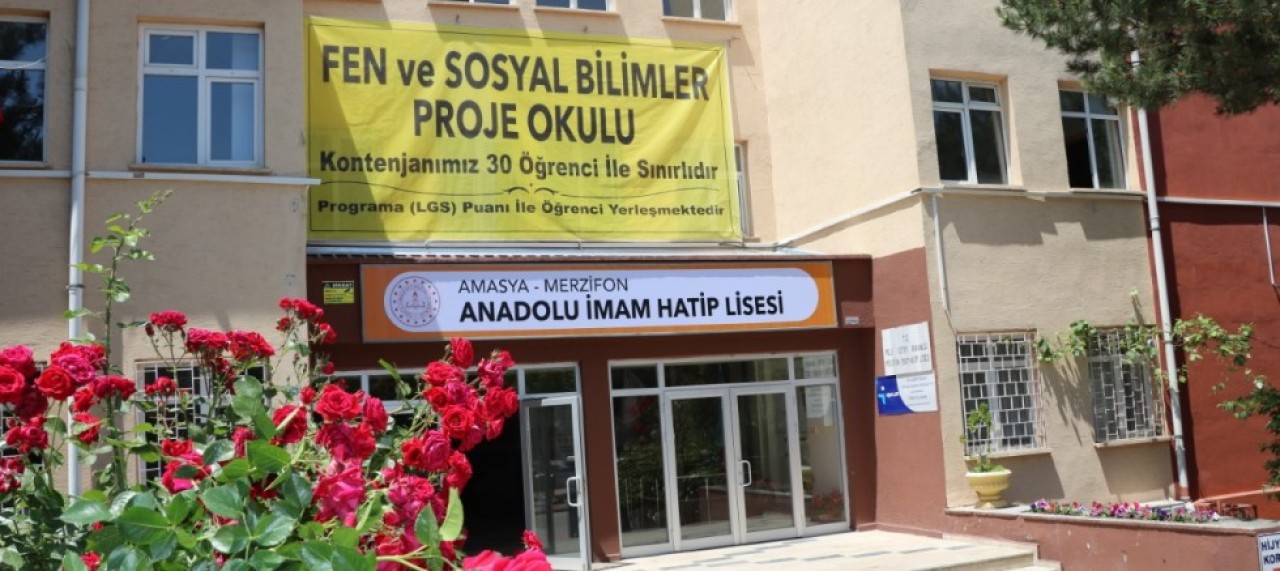 FEN ve SOSYAL BİLİMLER
PROJE OKULU
Kontenjanımız 30 Öğrenci İle Sınırlıdır
Programa (LGS) Puanı İle Öğrenci Yerleşmektedir
AMASYA - MERZİFON
ANADOLU İMAM HATİP LİSESİ
T.C.